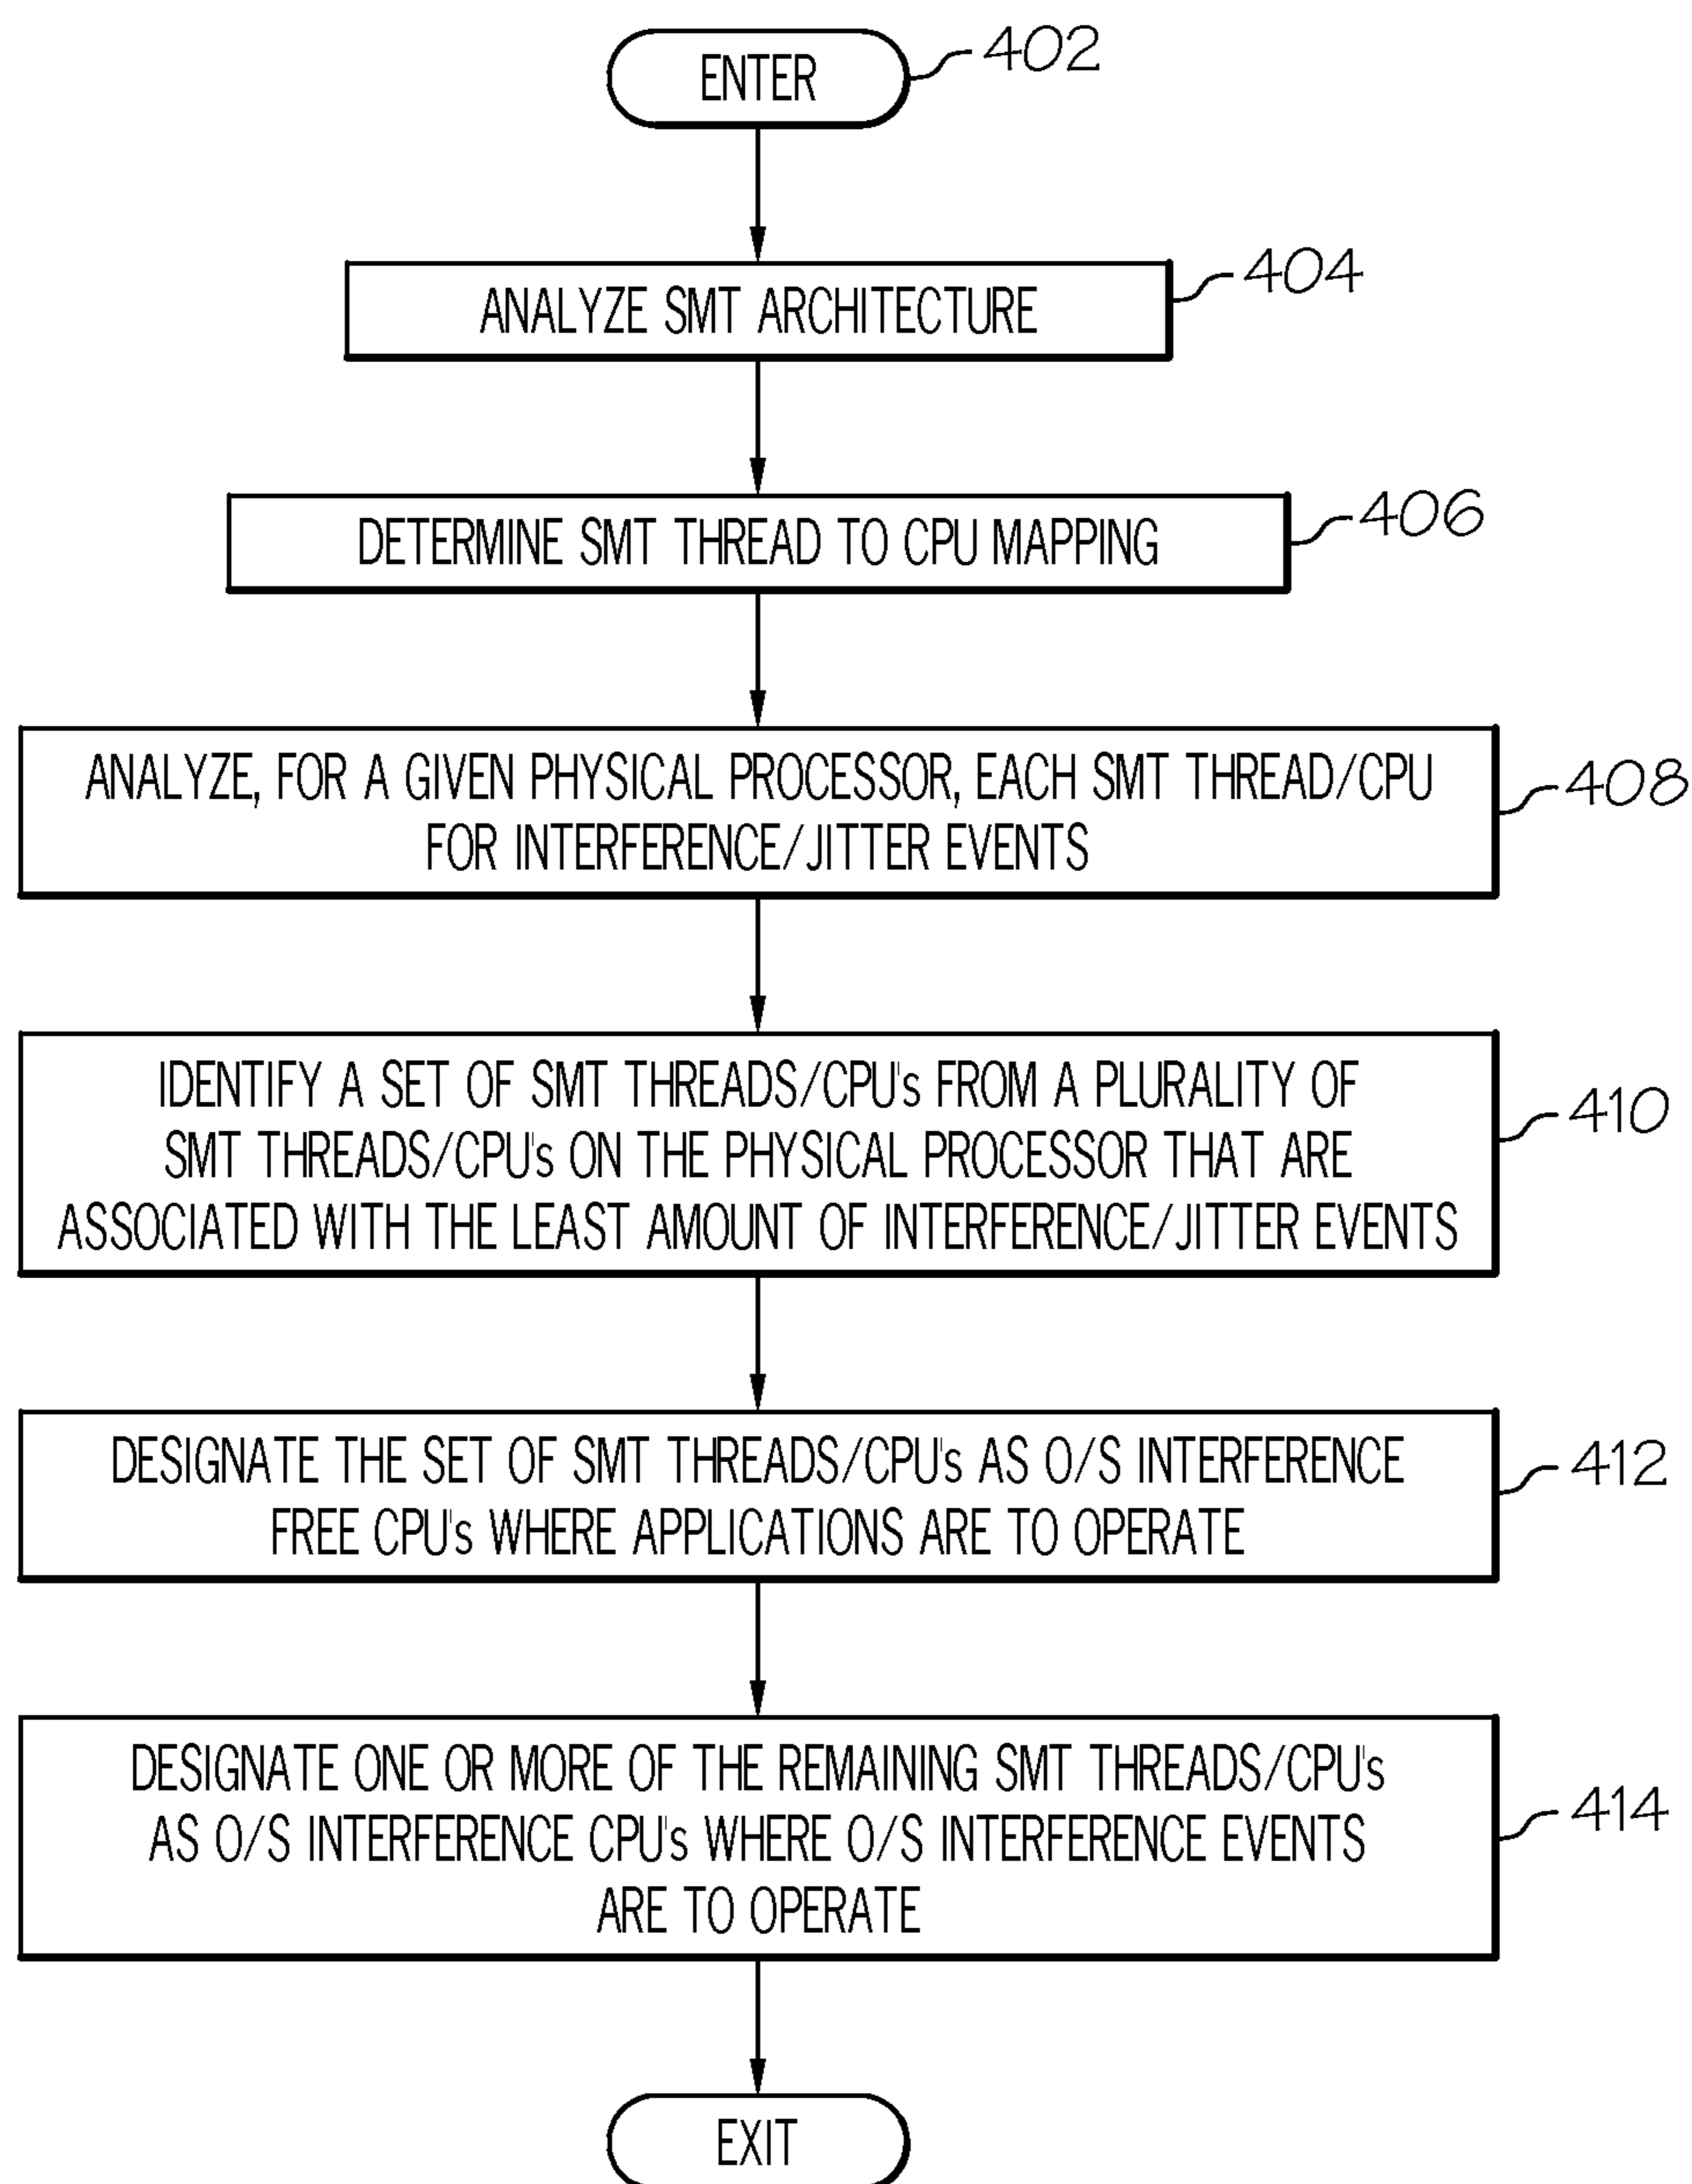 ENTER
402
ANALYZE SMT ARCHITECTURE
404
DETERMINE SMT THREAD TO CPU MAPPING
406
ANALYZE, FOR A GIVEN PHYSICAL PROCESSOR, EACH SMT THREAD/CPU
FOR INTERFERENCE/JITTER EVENTS
408
IDENTIFY A SET OF SMT THREADS/CPU's FROM A PLURALITY OF
SMT THREADS/CPU's ON THE PHYSICAL PROCESSOR THAT ARE
ASSOCIATED WITH THE LEAST AMOUNT OF INTERFERENCE/JITTER EVENTS
410
DESIGNATE THE SET OF SMT THREADS/CPU's AS O/S INTERFERENCE
FREE CPU's WHERE APPLICATIONS ARE TO OPERATE
412
DESIGNATE ONE OR MORE OF THE REMAINING SMT THREADS/CPU's
AS O/S INTERFERENCE CPU's WHERE O/S INTERFERENCE EVENTS
ARE TO OPERATE
414
EXIT